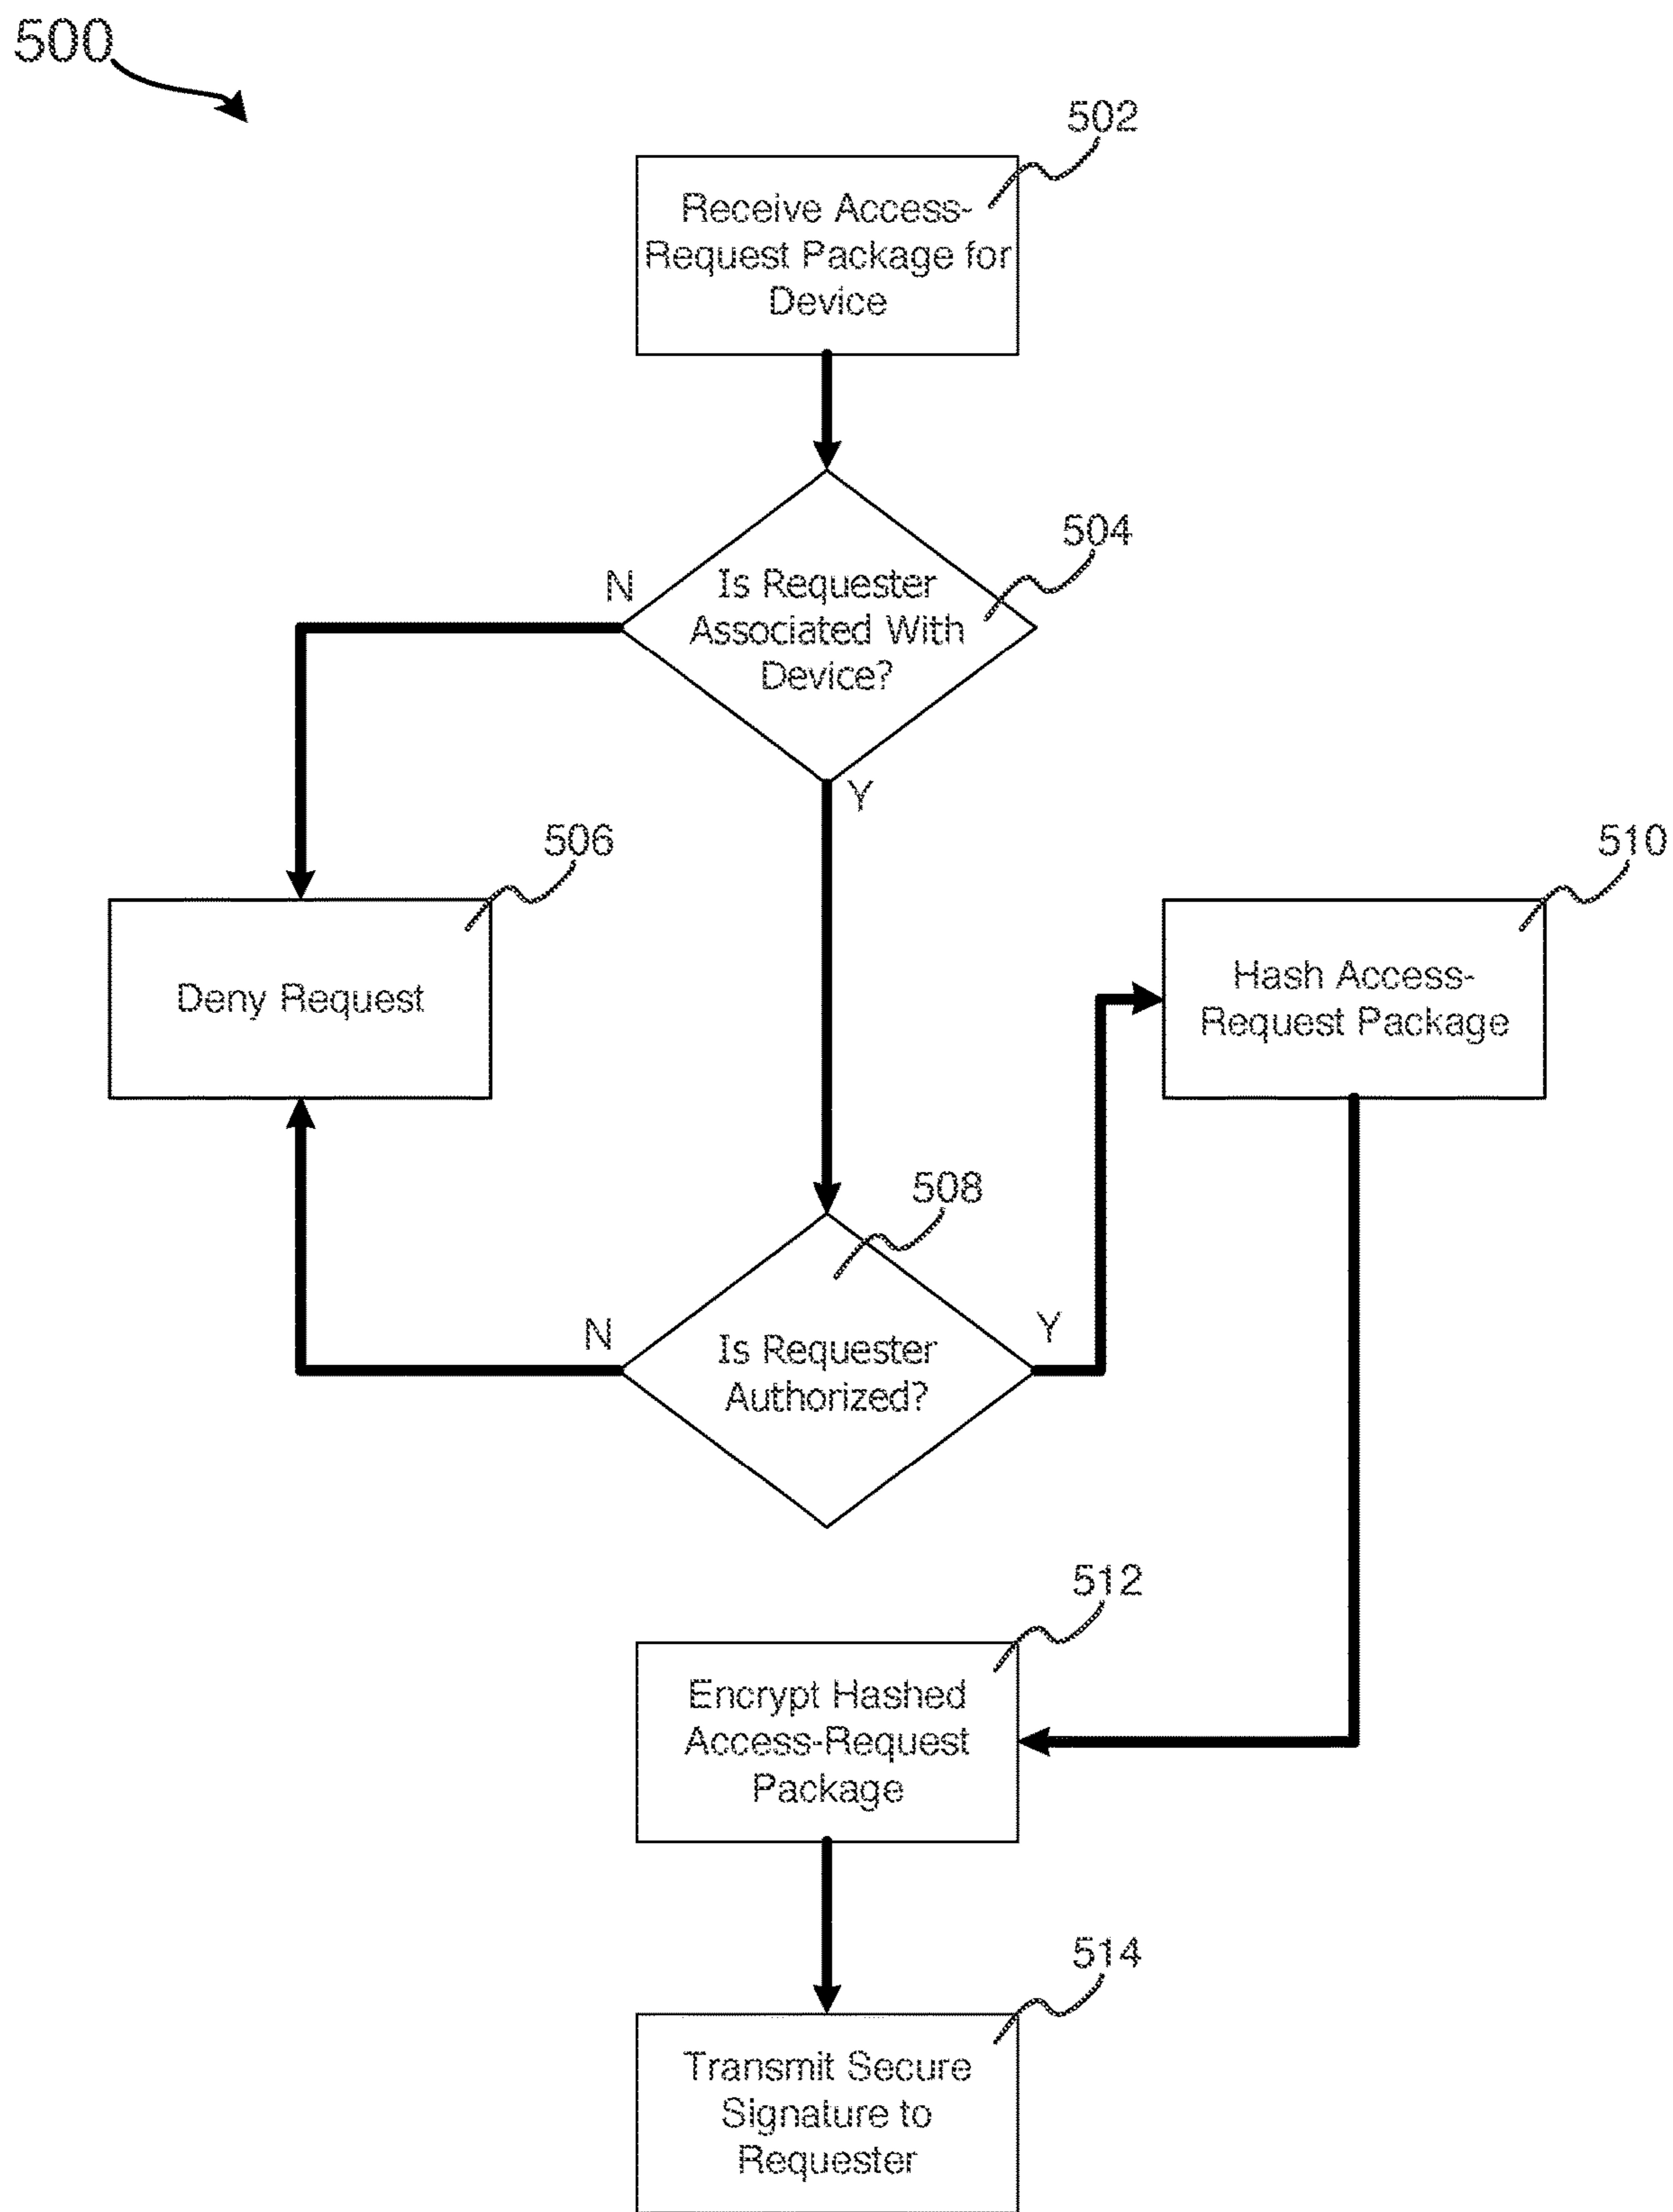 500
502
Receive Access-
Request Package for
Device
504
N
Is Requester
Associated With
Device?
Y
506
Deny Request
510
Hash Access-
Request Package
508
N
Is Requester
Authorized?
Y
512
Encrypt Hashed
Access-Request
Package
514
Transmit Secure
Signature to
Requester